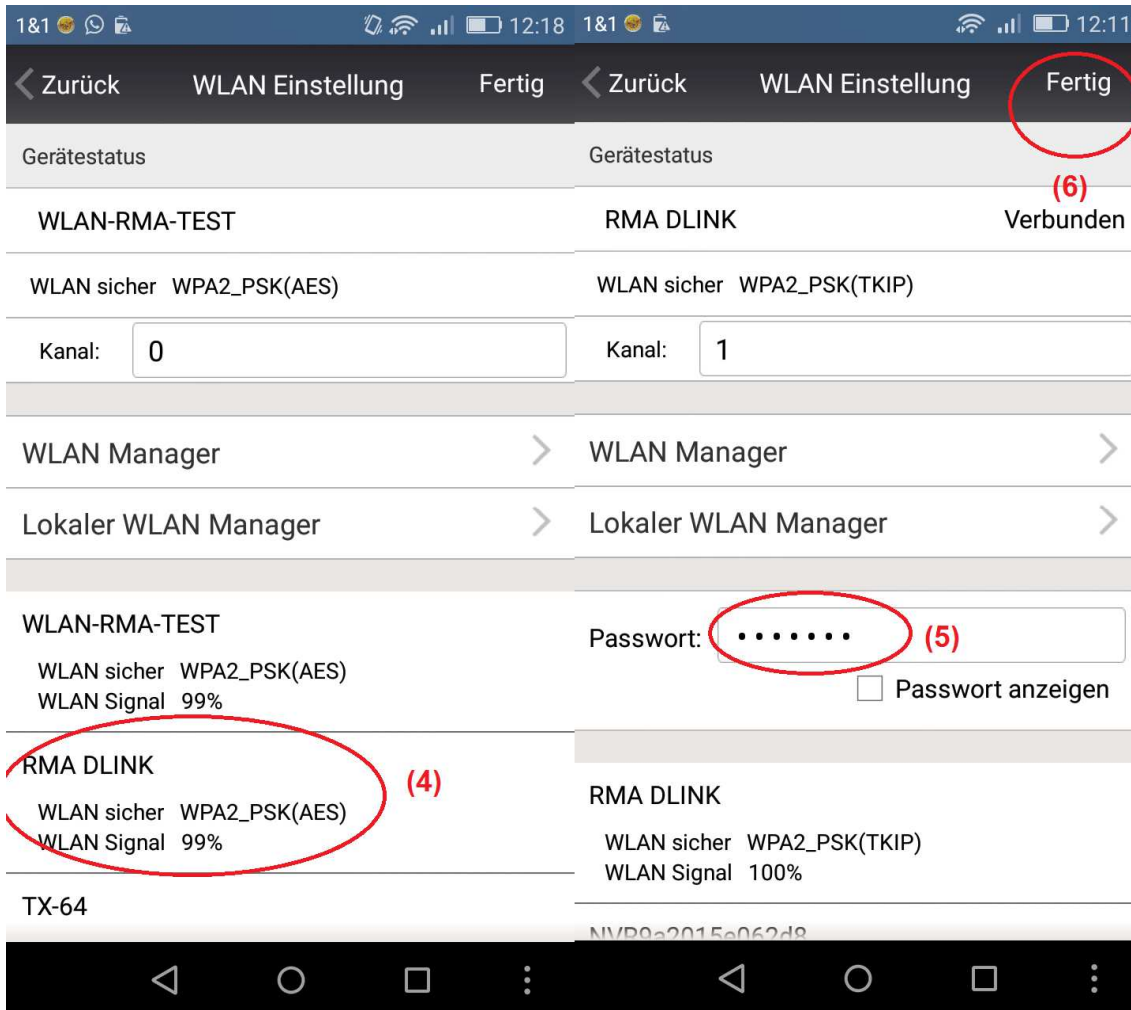 1&1 12:18
Zurück WLAN Einstellung Fertig
Gerätestatus
WLAN-RMA-TEST
WLAN sicher WPA2_PSK(AES)
Kanal: 0
WLAN Manager
Lokaler WLAN Manager
WLAN-RMA-TEST
WLAN sicher WPA2_PSK(AES)
WLAN Signal 99%
RMA DLINK
WLAN sicher WPA2_PSK(AES)
WLAN Signal 99%
(4)
TX-64
1&1 12:11
Zurück WLAN Einstellung Fertig
(6)
Gerätestatus
RMA DLINK Verbunden
WLAN sicher WPA2_PSK(TKIP)
Kanal: 1
WLAN Manager
Lokaler WLAN Manager
Passwort: ••••••• (5)
Passwort anzeigen
RMA DLINK
WLAN sicher WPA2_PSK(TKIP)
WLAN Signal 100%
NVR9a2015e062d8